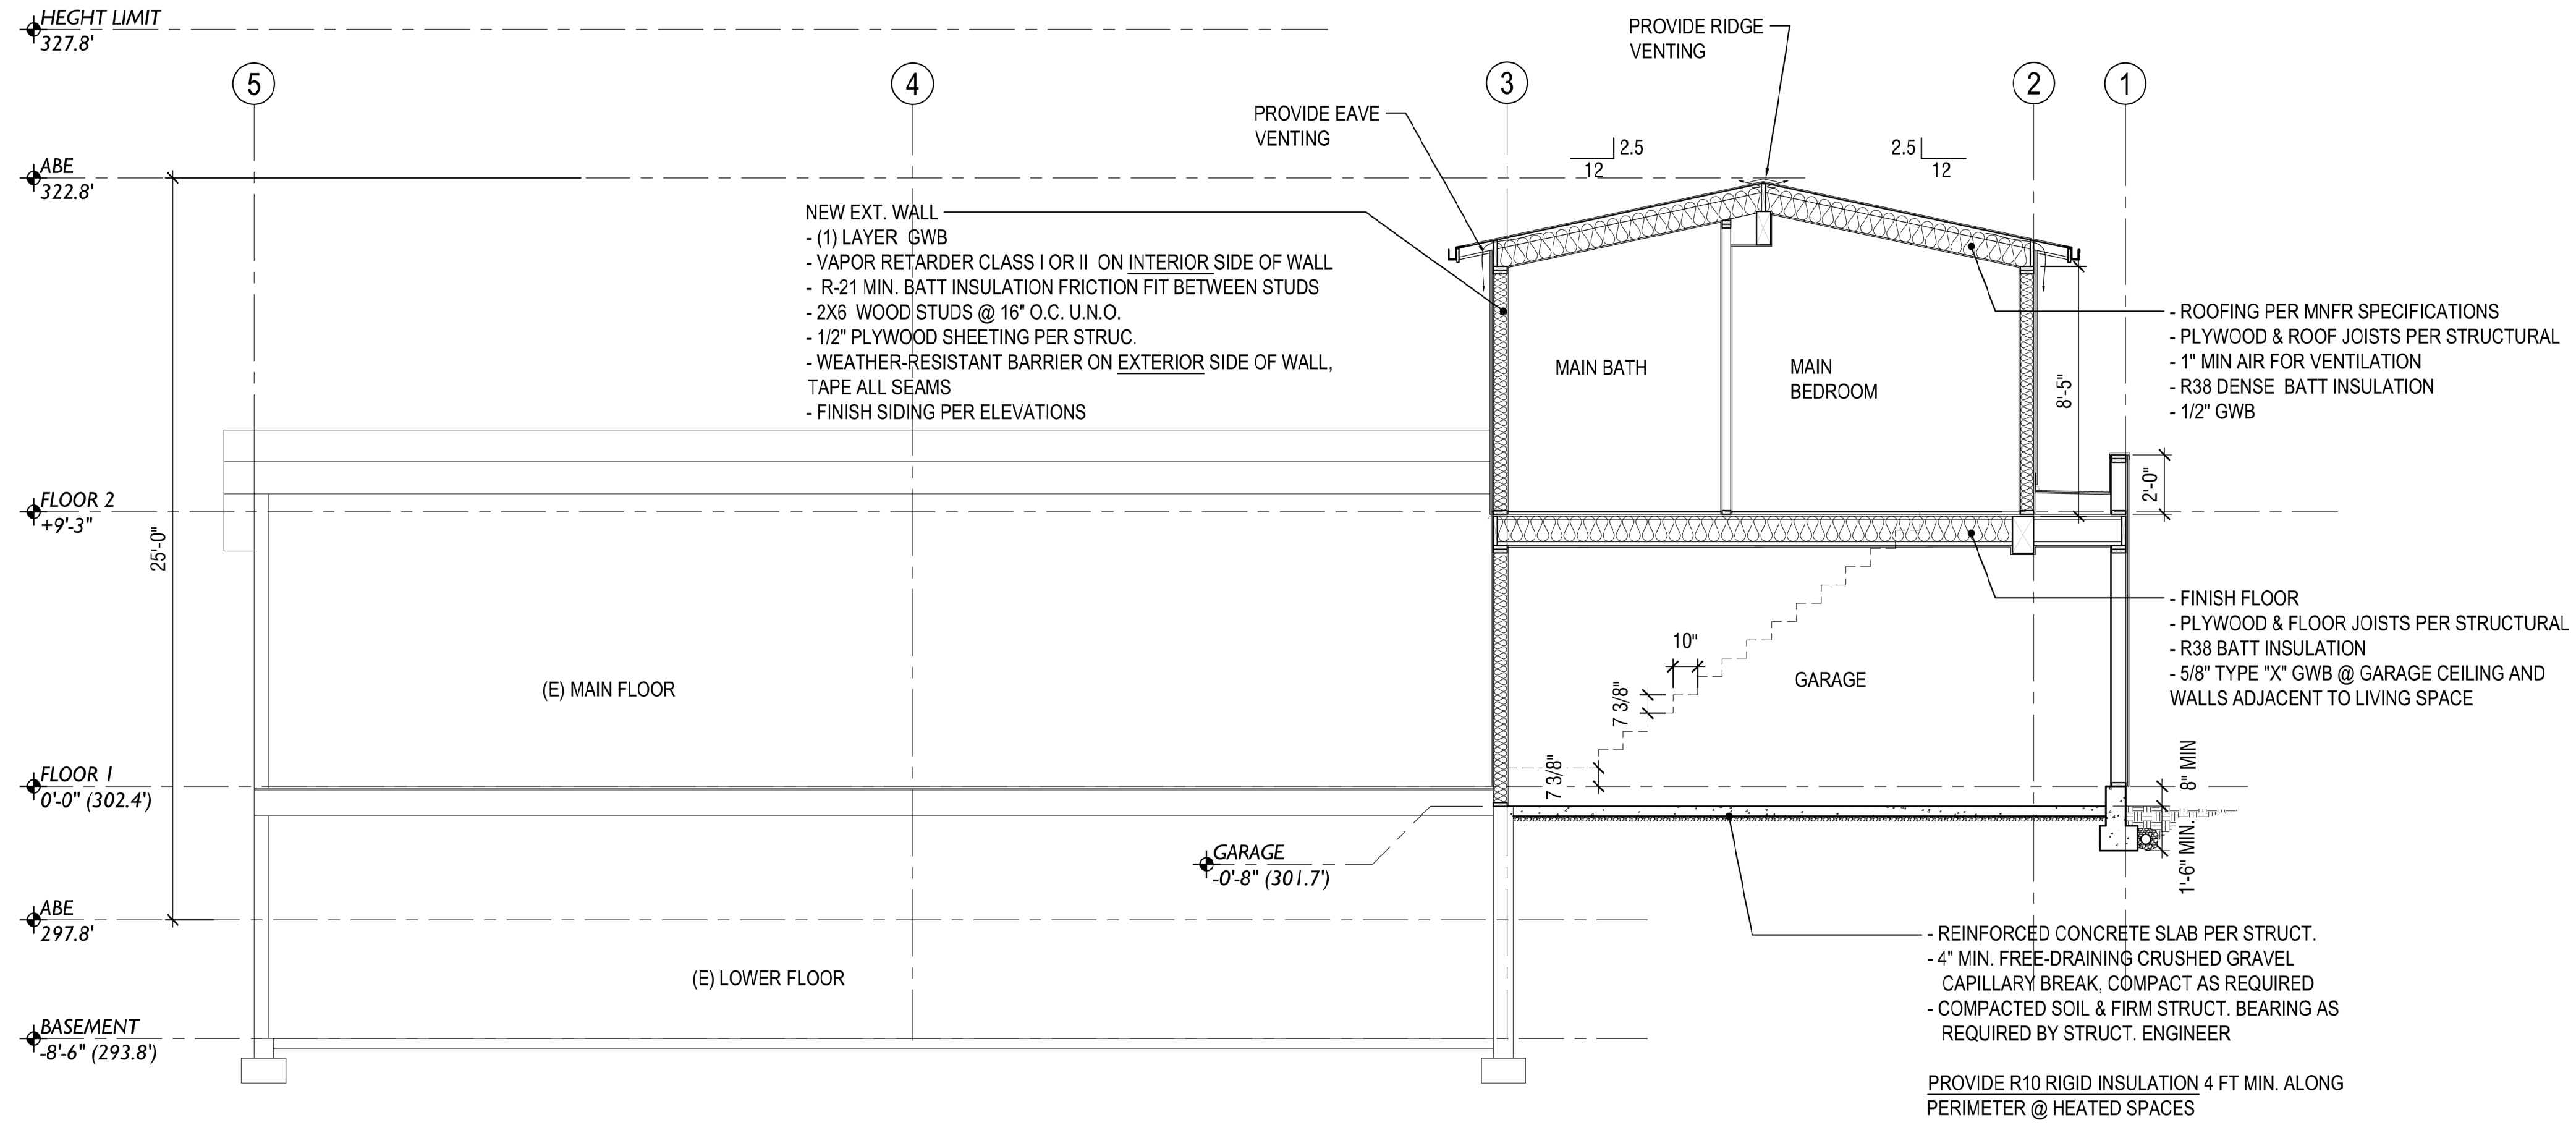 HEGHT LIMIT
327.8'
5
4
3
2
1
PROVIDE RIDGE
VENTING
PROVIDE EAVE
VENTING
2.5
12
2.5
12
ABE
322.8'
NEW EXT. WALL
- (1) LAYER GWB
- VAPOR RETARDER CLASS I OR II ON INTERIOR SIDE OF WALL
- R-21 MIN. BATT INSULATION FRICTION FIT BETWEEN STUDS
- 2X6 WOOD STUDS @ 16" O.C. U.N.O.
- 1/2" PLYWOOD SHEETING PER STRUC.
- WEATHER-RESISTANT BARRIER ON EXTERIOR SIDE OF WALL,
TAPE ALL SEAMS
- FINISH SIDING PER ELEVATIONS
MAIN BATH
MAIN
BEDROOM
8'-5"
- ROOFING PER MNFR SPECIFICATIONS
- PLYWOOD & ROOF JOISTS PER STRUCTURAL
- 1" MIN AIR FOR VENTILATION
- R38 DENSE BATT INSULATION
- 1/2" GWB
2'-0"
FLOOR 2
+9'-3"
25'-0"
- FINISH FLOOR
- PLYWOOD & FLOOR JOISTS PER STRUCTURAL
- R38 BATT INSULATION
- 5/8" TYPE "X" GWB @ GARAGE CEILING AND
WALLS ADJACENT TO LIVING SPACE
10"
7 3/8"
7 3/8"
GARAGE
(E) MAIN FLOOR
FLOOR 1
0'-0" (302.4')
8" MIN
1'-6" MIN.
GARAGE
-0'-8" (301.7')
ABE
297.8'
(E) LOWER FLOOR
- REINFORCED CONCRETE SLAB PER STRUCT.
- 4" MIN. FREE-DRAINING CRUSHED GRAVEL
CAPILLARY BREAK, COMPACT AS REQUIRED
- COMPACTED SOIL & FIRM STRUCT. BEARING AS
REQUIRED BY STRUCT. ENGINEER
BASEMENT
-8'-6" (293.8')
PROVIDE R10 RIGID INSULATION 4 FT MIN. ALONG
PERIMETER @ HEATED SPACES